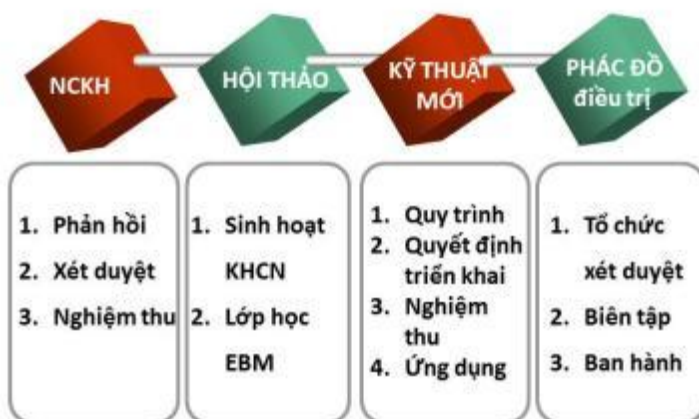 NCKH
HỘI THẢO
KỸ THUẬT
MỚI
PHÁC ĐỒ
điều trị
1. Phản hồi
2. Xét duyệt
3. Nghiệm thu
1. Sinh hoạt
KHCN
2. Lớp học
EBM
1. Quy trình
2. Quyết định
triển khai
3. Nghiệm
thu
4. Ứng dụng
1. Tổ chức
xét duyệt
2. Biên tập
3. Ban hành